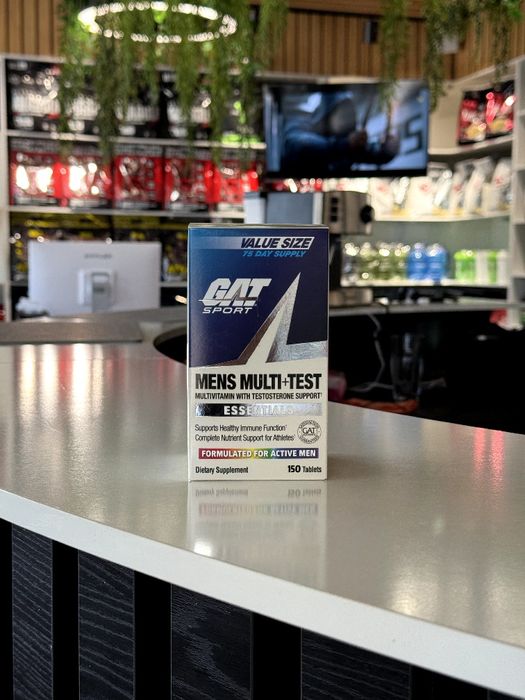 VALUE SIZE
75 DAY SUPPLY
GAT
SPORT
MENS MULTI+TEST
MULTIVITAMIN WITH TESTOSTERONE SUPPORT†
ESSENTIALS
Supports Healthy Immune Function†
Complete Nutrient Support for Athletes†
GAT
FORMULATED FOR ACTIVE MEN
Dietary Supplement 150 Tablets